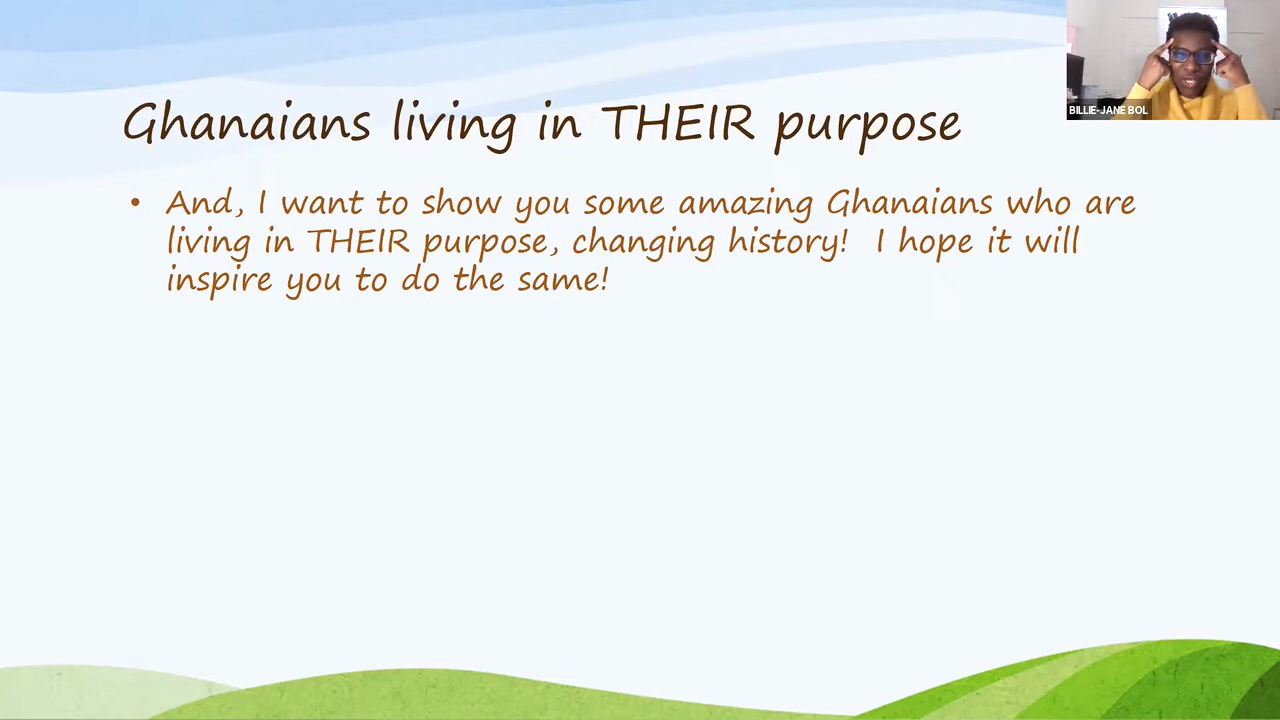 Ghanaians living in THEIR purpose
• And, I want to show you some amazing Ghanaians who are
living in THEIR purpose, changing history!  I hope it will
inspire you to do the same!
BILLIE-JANE BOL